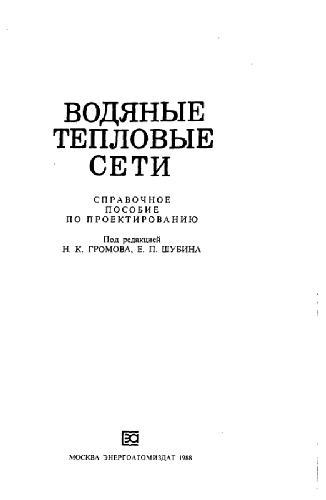 ВОДЯНЫЕ
ТЕПЛОВЫЕ
СЕТИ
СПРАВОЧНОЕ
ПОСОБИЕ
ПО ПРОЕКТИРОВАНИЮ
Под редакцией
Н. К. ГРОМОВА, Е. П. ШУБИНА
МОСКВА ЭНЕРГОАТОМИЗДАТ 1988